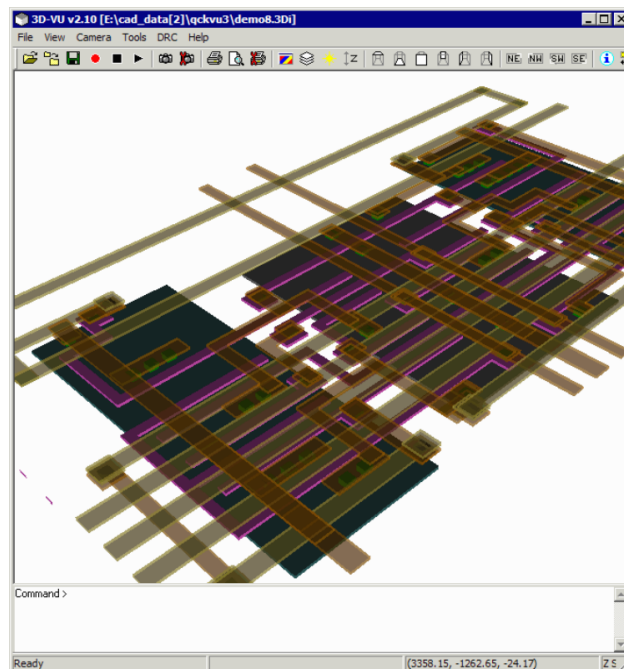 3D-VU v2.10 [E:\cad_data[2]\qckvu3\demo8.3Di]
File View Camera Tools DRC Help
Z NE NW SW SE
Command >
Ready (3358.15, -1262.65, -24.17) Z S